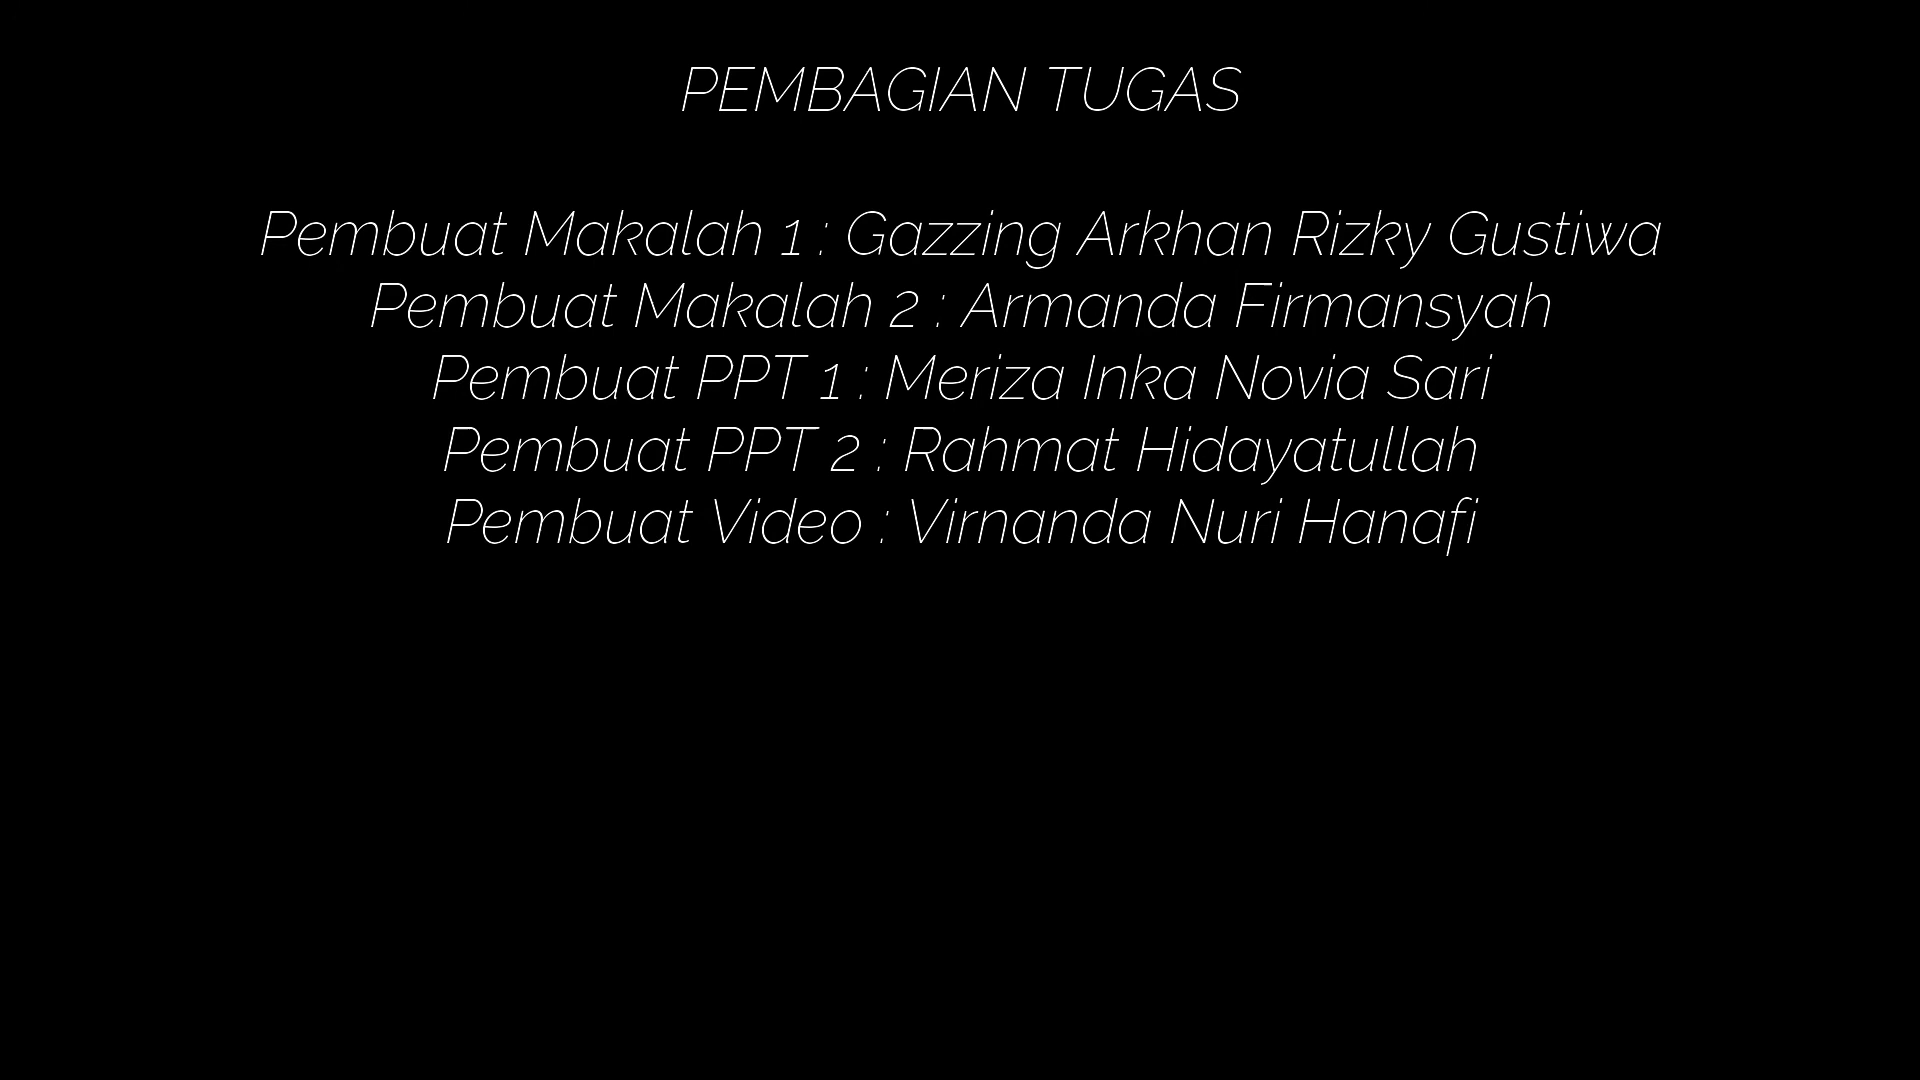 PEMBAGIAN TUGAS
Pembuat Makalah 1 : Gazzing Arkhan Rizky Gustiwa
Pembuat Makalah 2 : Armanda Firmansyah
Pembuat PPT 1 : Meriza Inka Novia Sari
Pembuat PPT 2 : Rahmat Hidayatullah
Pembuat Video : Virnanda Nuri Hanafi